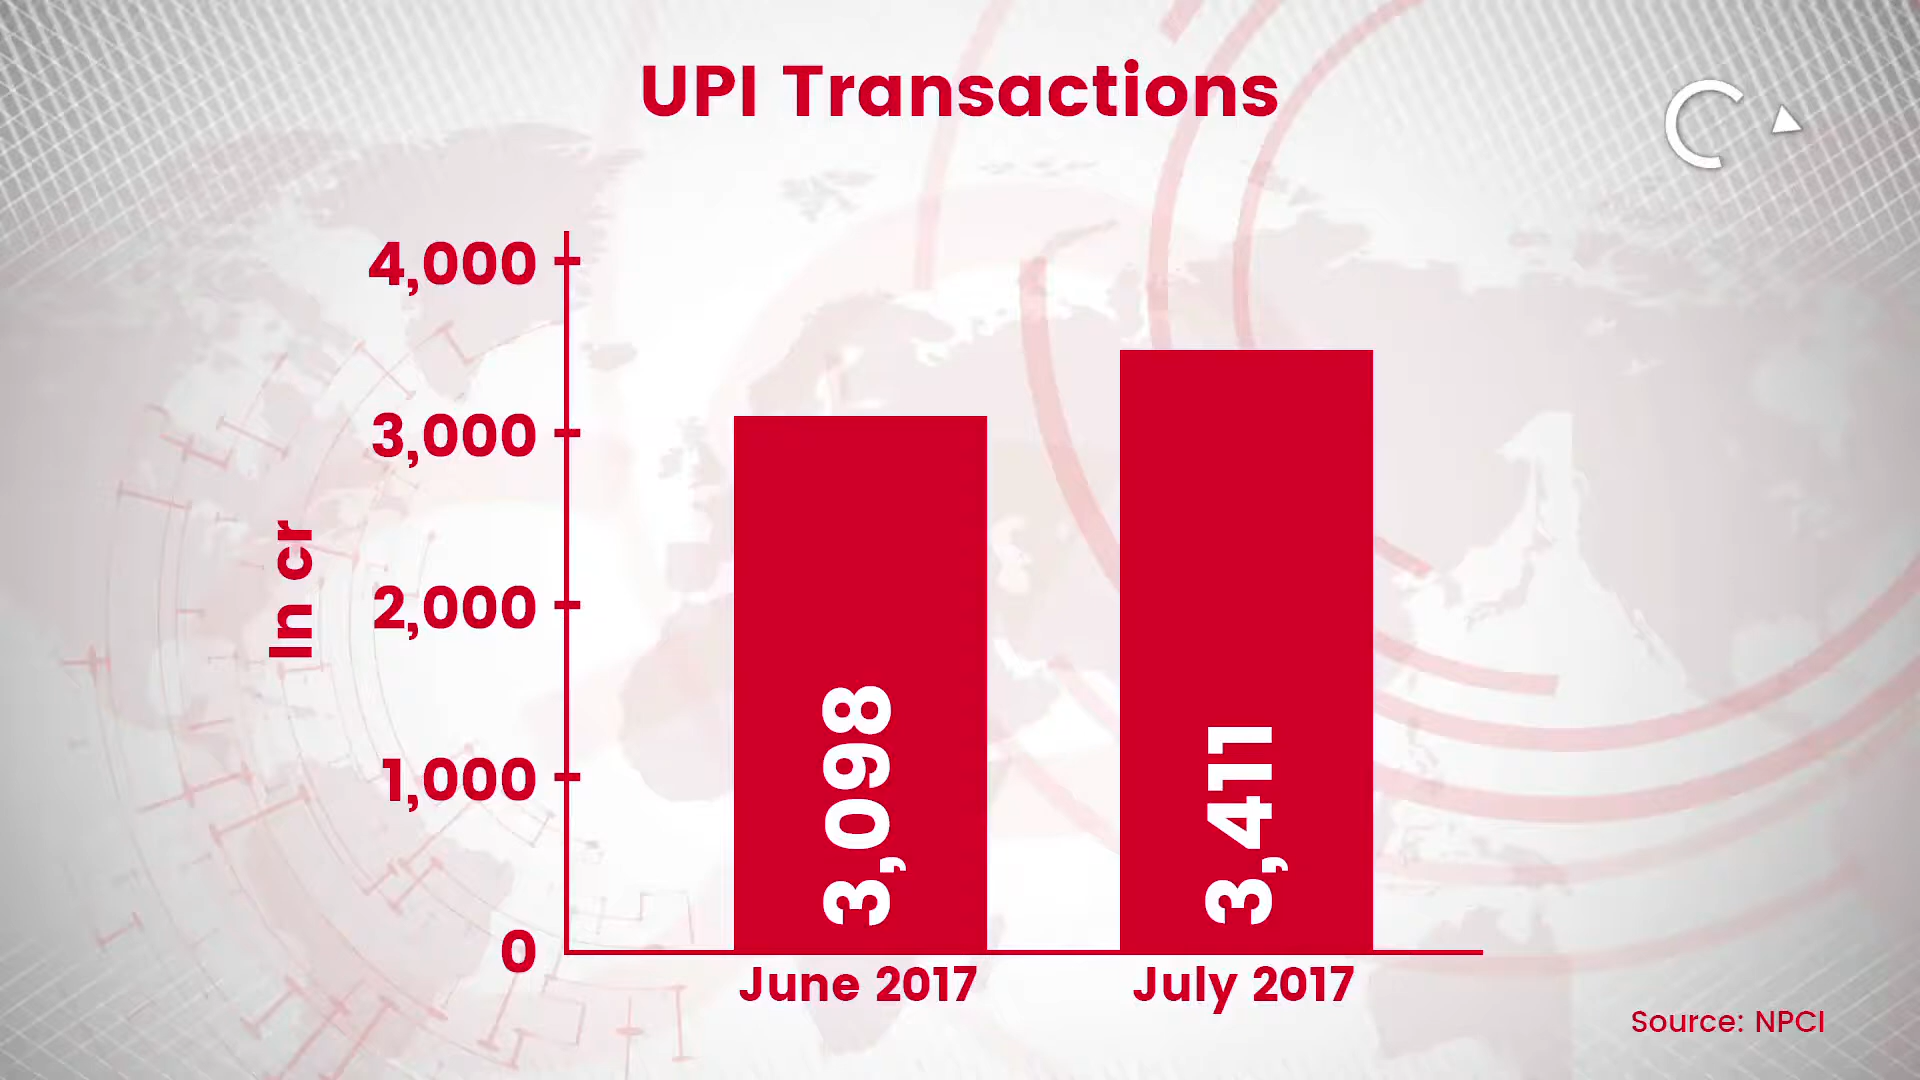 UPI Transactions
4,000
3,000
2,000
1,000
0
In cr
3,098
3,411
June 2017
July 2017
Source: NPCI